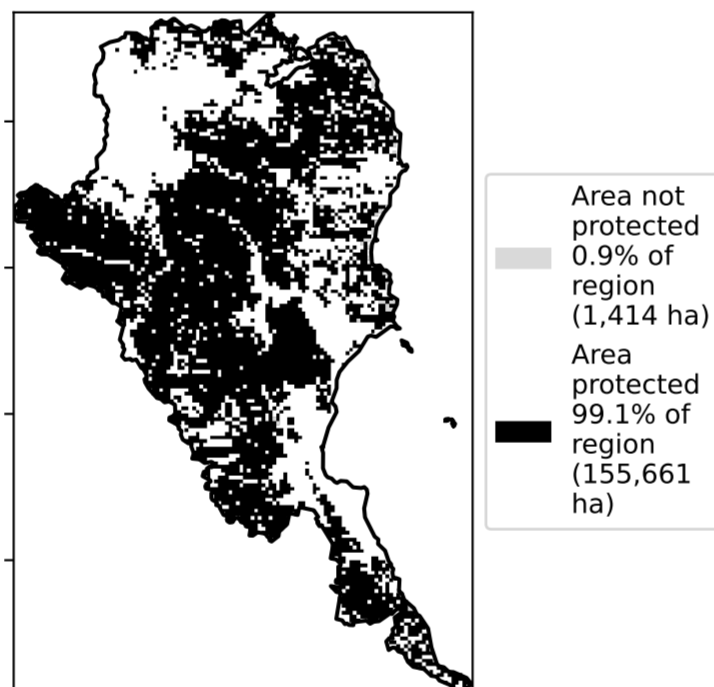 Area not
protected
0.9% of
region
(1,414 ha)
Area
protected
99.1% of
region
(155,661
ha)